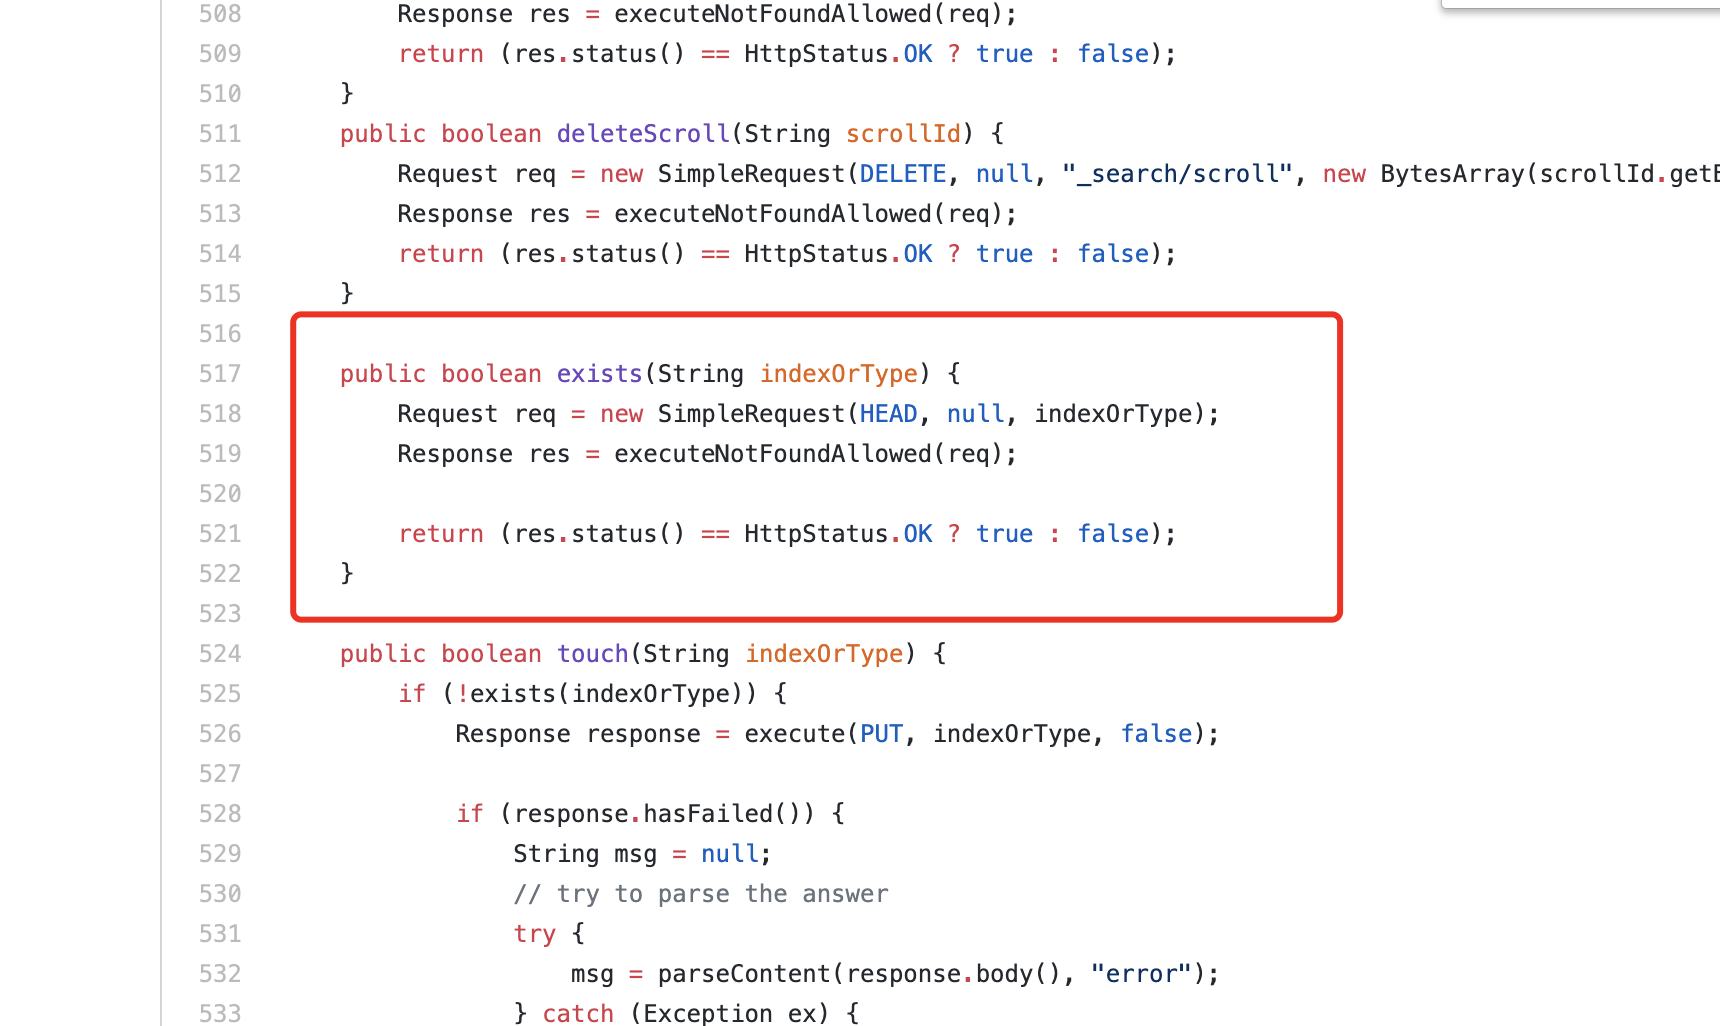 508 Response res = executeNotFoundAllowed(req);
509 return (res.status() == HttpStatus.OK ? true : false);
510 }
511 public boolean deleteScroll(String scrollId) {
512 Request req = new SimpleRequest(DELETE, null, "_search/scroll", new BytesArray(scrollId.get
513 Response res = executeNotFoundAllowed(req);
514 return (res.status() == HttpStatus.OK ? true : false);
515 }
516
517 public boolean exists(String indexOrType) {
518 Request req = new SimpleRequest(HEAD, null, indexOrType);
519 Response res = executeNotFoundAllowed(req);
520
521 return (res.status() == HttpStatus.OK ? true : false);
522 }
523
524 public boolean touch(String indexOrType) {
525 if (!exists(indexOrType)) {
526 Response response = execute(PUT, indexOrType, false);
527
528 if (response.hasFailed()) {
529 String msg = null;
530 // try to parse the answer
531 try {
532 msg = parseContent(response.body(), "error");
533 } catch (Exception ex) {